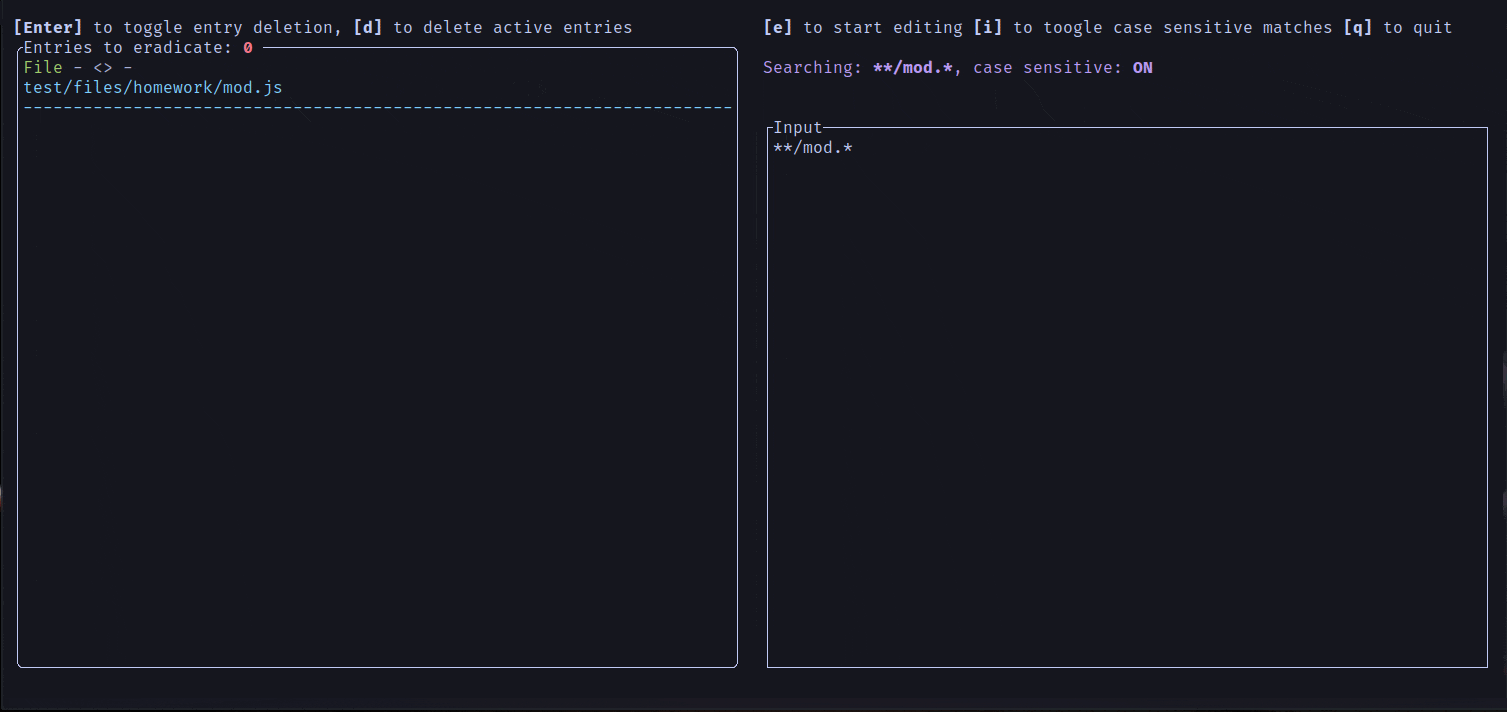 [Enter] to toggle entry deletion, [d] to delete active entries
Entries to eradicate: 0
File - <> -
test/files/homework/mod.js
-----------------------------------------------------------------------
[e] to start editing [i] to toogle case sensitive matches [q] to quit
Searching: **/mod.*, case sensitive: ON
Input
**/mod.*